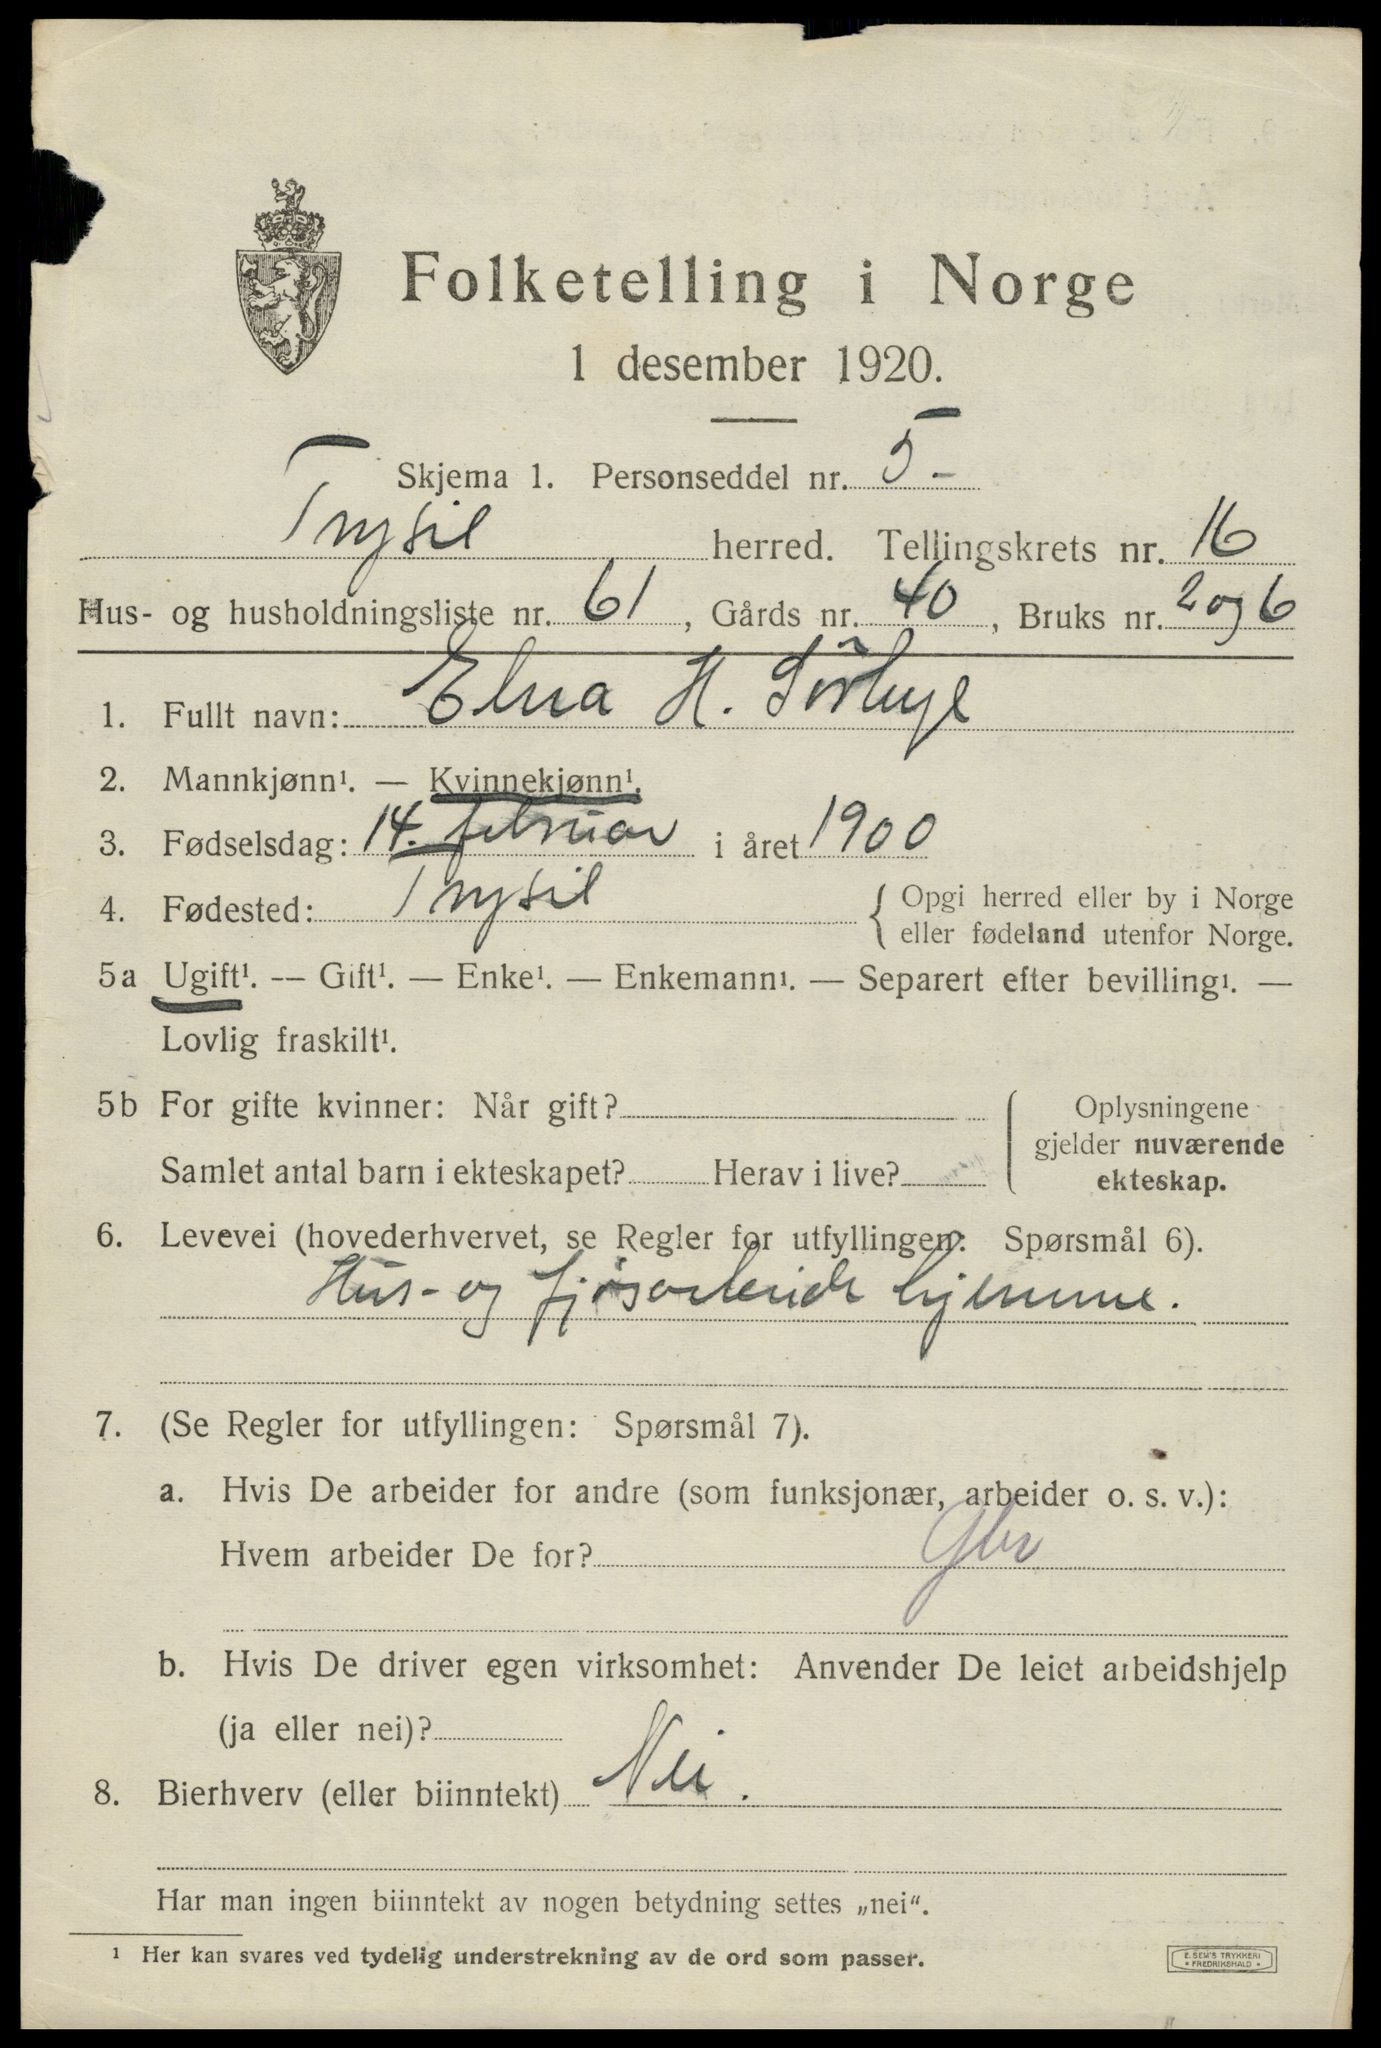 Folketelling i Norge
1 desember 1920.
Skjema 1. Personseddel nr. 5-
Trysil herred. Tellingskrets nr. 16
Hus- og husholdningsliste nr. 61, Gårds nr. 40, Bruks nr. 2 og 6
1. Fullt navn: Elna H. Sörhuge
2. Mannkjønn¹. — Kvinnekjønn¹.
3. Fødselsdag: 14. februar i året 1900
4. Fødested: Trysil { Opgi herred eller by i Norge
eller fødeland utenfor Norge.
5a Ugift¹. — Gift¹. — Enke¹. — Enkemann¹. — Separert efter bevilling¹. —
Lovlig fraskilt¹.
5b For gifte kvinner: Når gift? Oplysningene
gjelder nuværende
Samlet antal barn i ekteskapet? Herav i live? ekteskap.
6. Levevei (hovederhvervet, se Regler for utfyllingen: Spørsmål 6).
Hus- og fjøsarbeide hjemme.
7. (Se Regler for utfyllingen: Spørsmål 7).
a. Hvis De arbeider for andre (som funksjonær, arbeider o. s. v.):
Hvem arbeider De for? Gbr
b. Hvis De driver egen virksomhet: Anvender De leiet arbeidshjelp
(ja eller nei)?
8. Bierhverv (eller biinntekt) Nei.
Har man ingen biinntekt av nogen betydning settes „nei“.
¹ Her kan svares ved tydelig understrekning av de ord som passer.
E. SEM'S TRYKKERI
* FREDRIKSHALD *